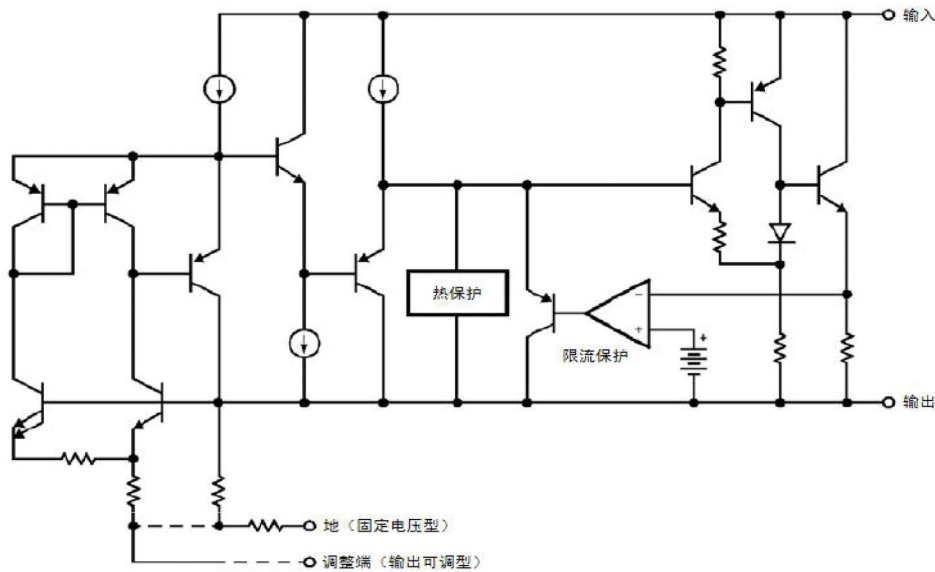 输入
热保护
限流保护
输出
地（固定电压型）
调整端（输出可调型）